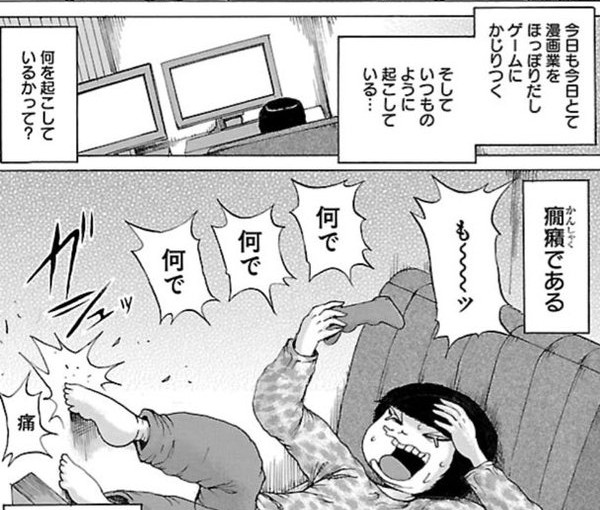 今日も今日とて
漫画業を
ほっぽりだし
ゲームに
かじりつく
そして
いつもの
ように
起こして
いる…
何を起こして
いるかって？
癇癪である
かんしゃく
も〜〜〜ッ
何で
何で
何で
ガッ
痛